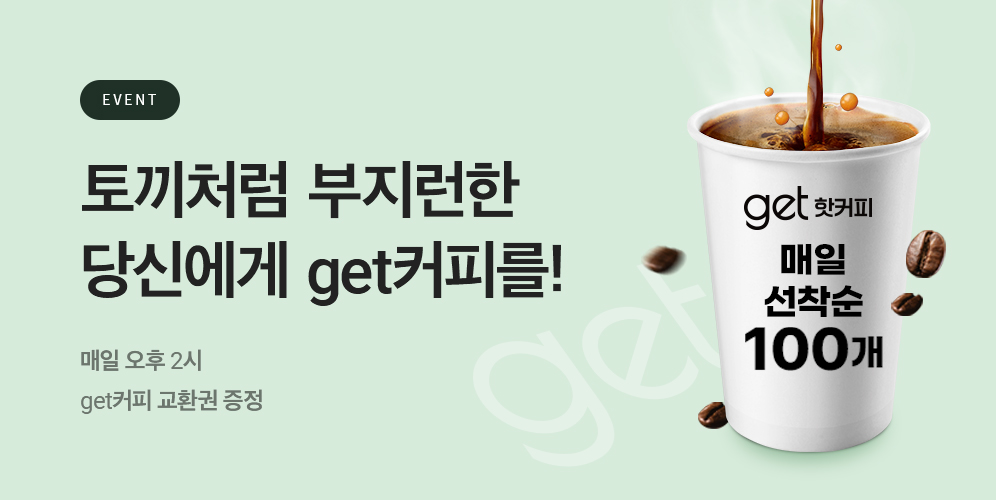 EVENT
토끼처럼 부지런한
당신에게 get커피를!
매일 오후 2시
get커피 교환권 증정
get
get 핫커피
매일
선착순
100개